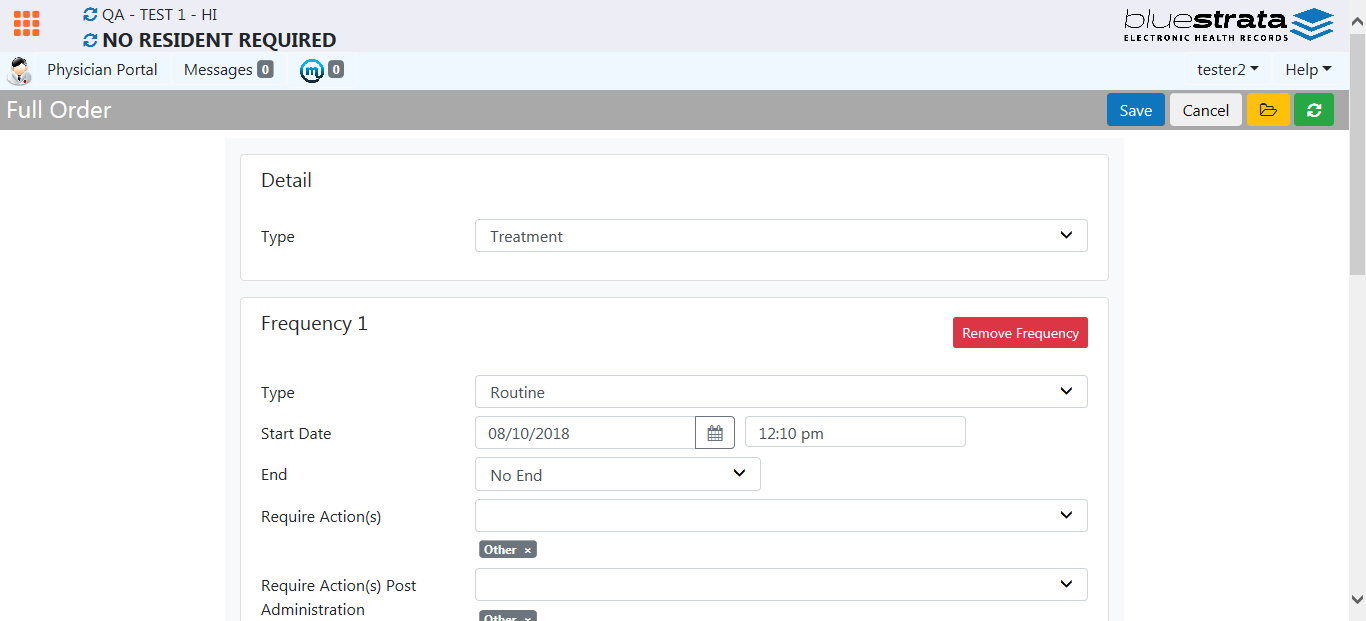 QA - TEST 1 - HI
NO RESIDENT REQUIRED
bluestrata
ELECTRONIC HEALTH RECORDS
Physician Portal Messages 0 m 0 tester2 Help
Full Order Save Cancel
Detail
Type Treatment
Frequency 1
Remove Frequency
Type Routine
Start Date 08/10/2018 12:10 pm
End No End
Require Action(s)
Other ×
Require Action(s) Post
Administration
Other ×